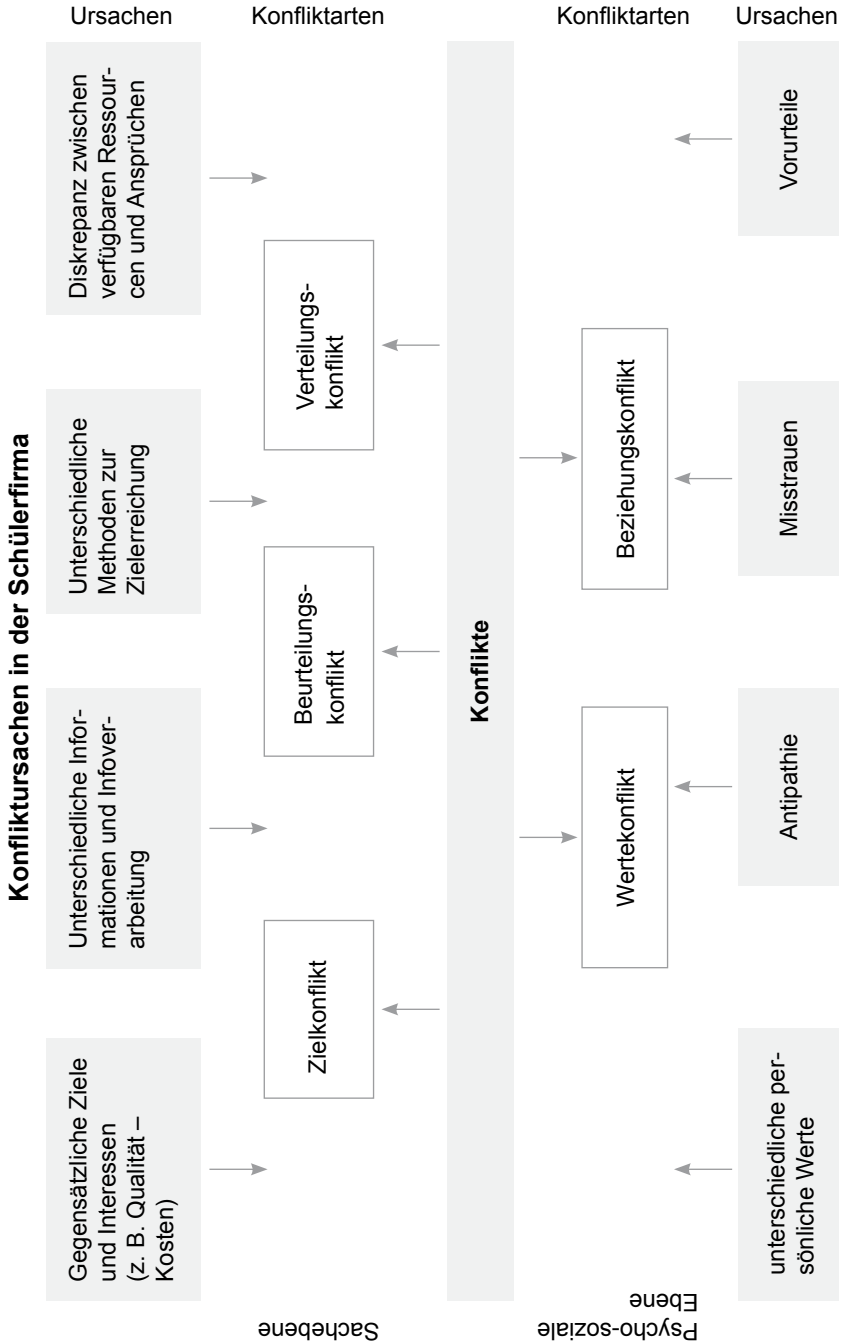 Konfliktursachen in der Schülerfirma
Ursachen
Gegensätzliche Ziele
und Interessen
(z. B. Qualität –
Kosten)
Unterschiedliche Infor-
mationen und Infover-
arbeitung
Unterschiedliche
Methoden zur
Zielerreichung
Diskrepanz zwischen
verfügbaren Ressour-
cen und Ansprüchen
Sachebene
Konfliktarten
Zielkonflikt
Beurteilungs-
konflikt
Verteilungs-
konflikt
Konflikte
Psycho-soziale
Ebene
Konfliktarten
Wertekonflikt
Beziehungskonflikt
Ursachen
unterschiedliche per-
sönliche Werte
Antipathie
Misstrauen
Vorurteile